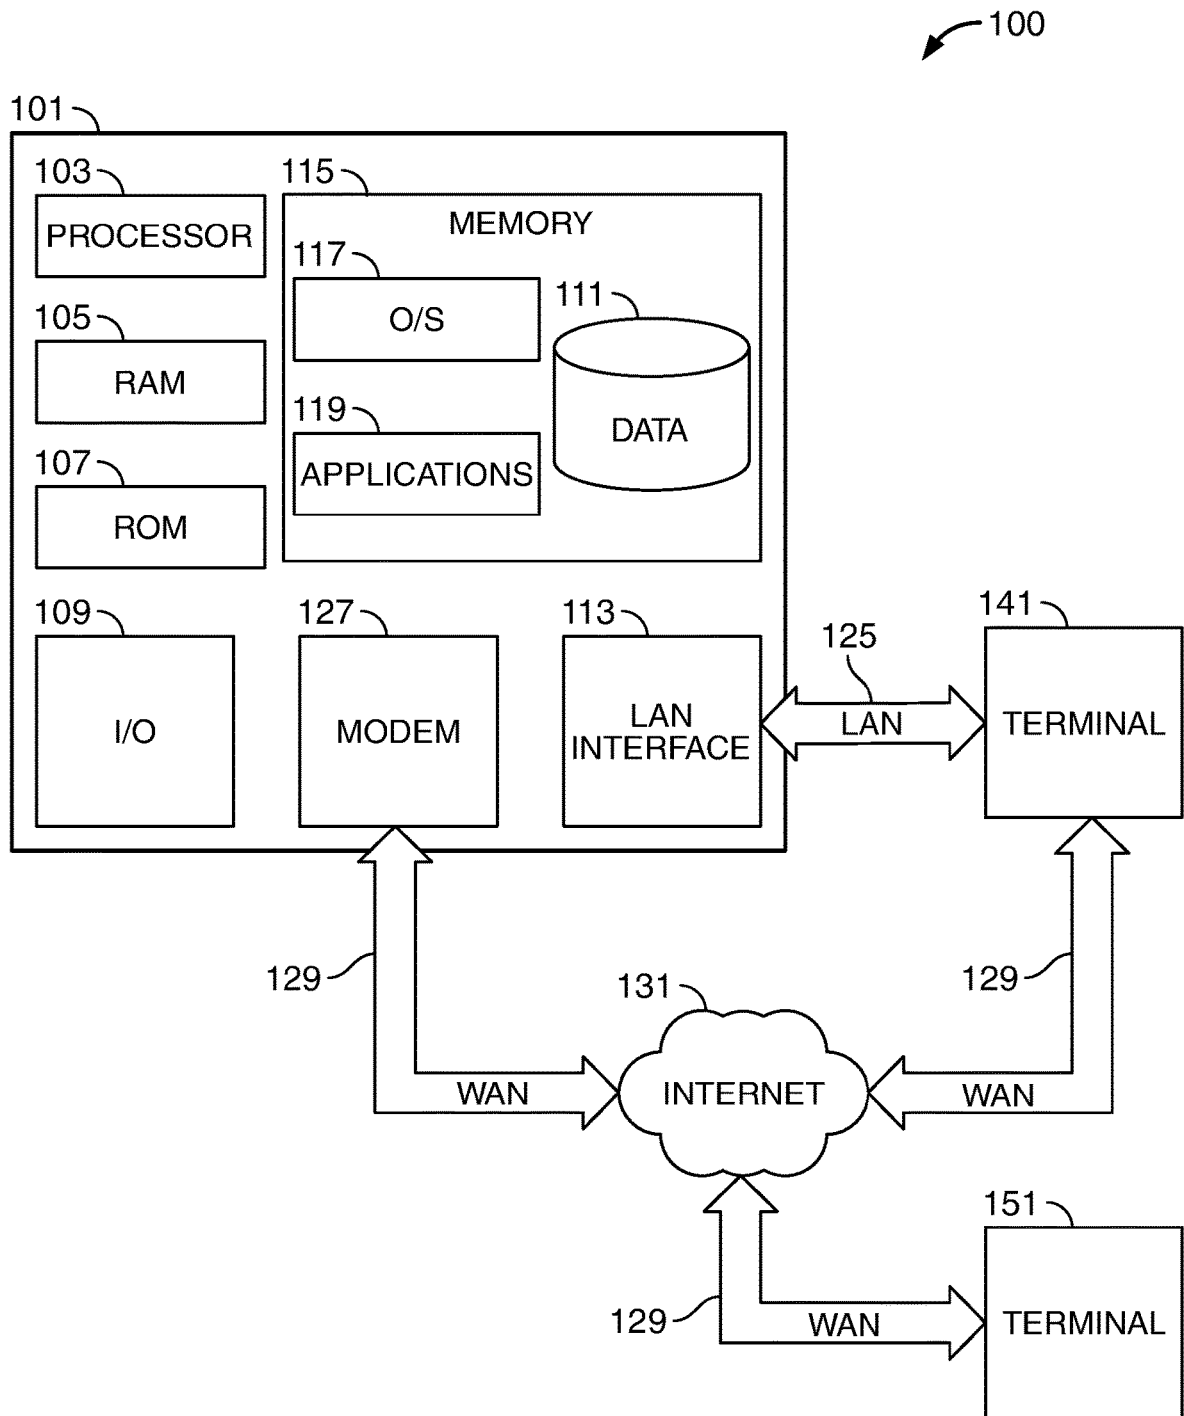 100
101
103
PROCESSOR
105
RAM
107
ROM
115
MEMORY
117
O/S
119
APPLICATIONS
111
DATA
109
I/O
127
MODEM
113
LAN
INTERFACE
125
LAN
141
TERMINAL
129
WAN
131
INTERNET
129
WAN
129
WAN
151
TERMINAL